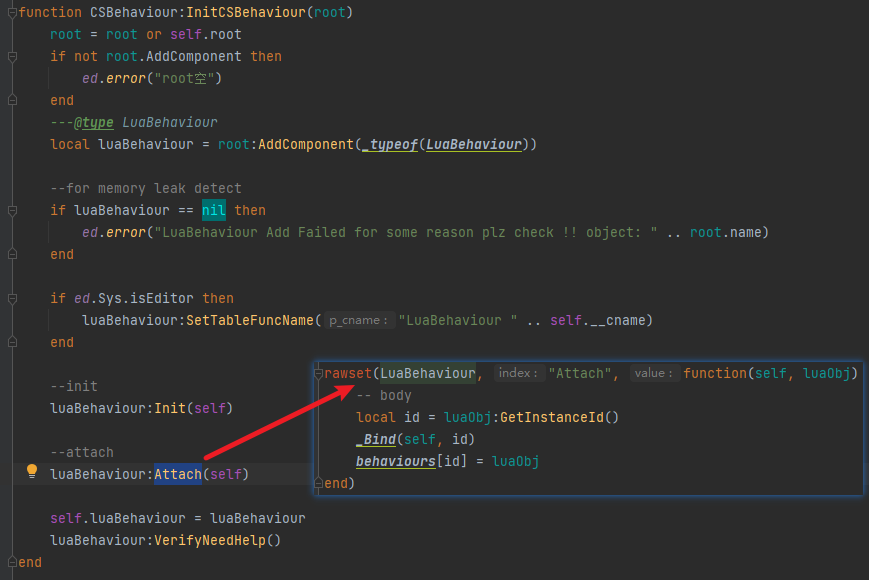 function CSBehaviour:InitCSBehaviour(root)
root = root or self.root
if not root.AddComponent then
ed.error("root空")
end
---@type LuaBehaviour
local luaBehaviour = root:AddComponent(_typeof(LuaBehaviour))
--for memory leak detect
if luaBehaviour == nil then
ed.error("LuaBehaviour Add Failed for some reason plz check !! object: " .. root.name)
end
if ed.Sys.isEditor then
luaBehaviour:SetTableFuncName( p_cname: "LuaBehaviour " .. self.__cname)
end
--init
luaBehaviour:Init(self)
--attach
luaBehaviour:Attach(self)
self.luaBehaviour = luaBehaviour
luaBehaviour:VerifyNeedHelp()
end
rawset(LuaBehaviour, index: "Attach", value: function(self, luaObj)
-- body
local id = luaObj:GetInstanceId()
_Bind(self, id)
behaviours[id] = luaObj
end)